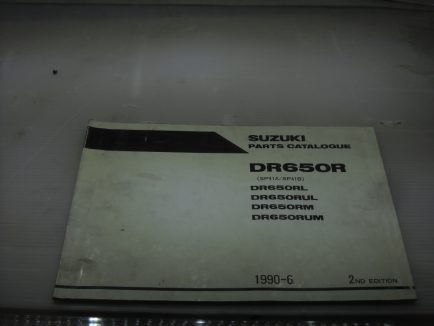 SUZUKI
PARTS CATALOGUE
DR650R
(SP41A/SP41B)
DR650RL
DR650RUL
DR650RM
DR650RUM
1990-6 2ND EDITION